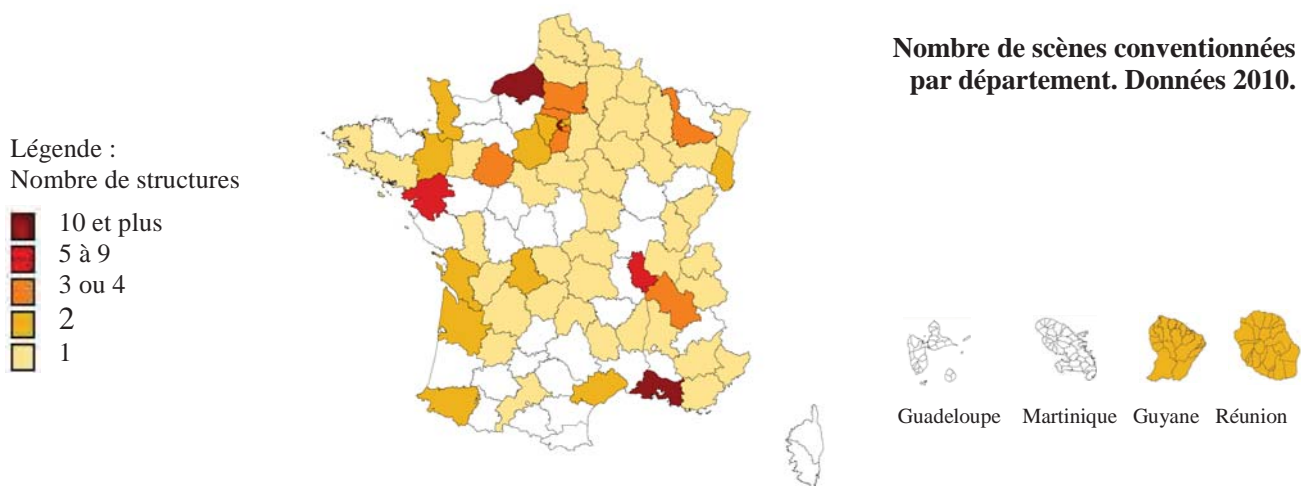 Nombre de scènes conventionnées
par département. Données 2010.
Légende :
Nombre de structures
10 et plus
5 à 9
3 ou 4
2
1
Guadeloupe Martinique Guyane Réunion